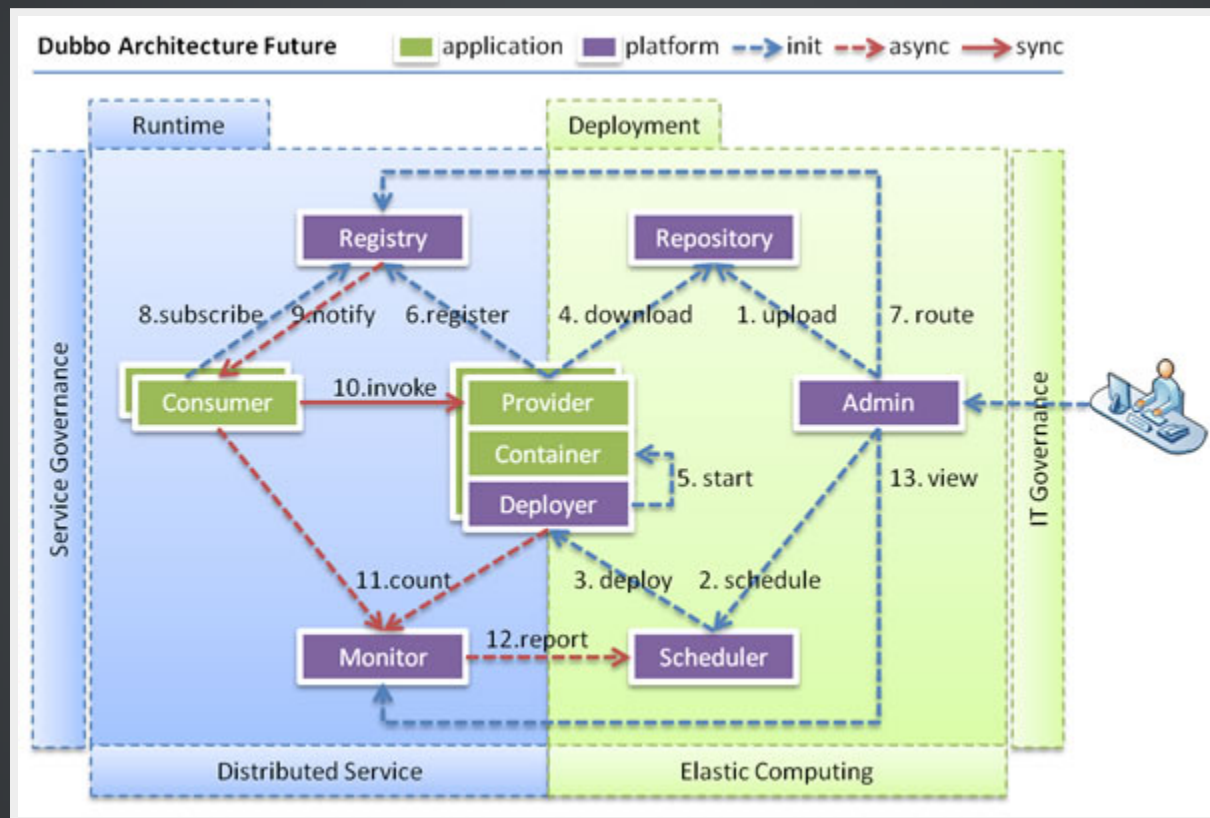 Dubbo Architecture Future
application
platform
init
async
sync
Runtime
Deployment
Service Governance
IT Governance
Registry
Repository
8.subscribe
9.notify
6.register
4. download
1. upload
7. route
Consumer
10.invoke
Provider
Admin
Container
Deployer
5. start
13. view
11.count
3. deploy
2. schedule
Monitor
12.report
Scheduler
Distributed Service
Elastic Computing